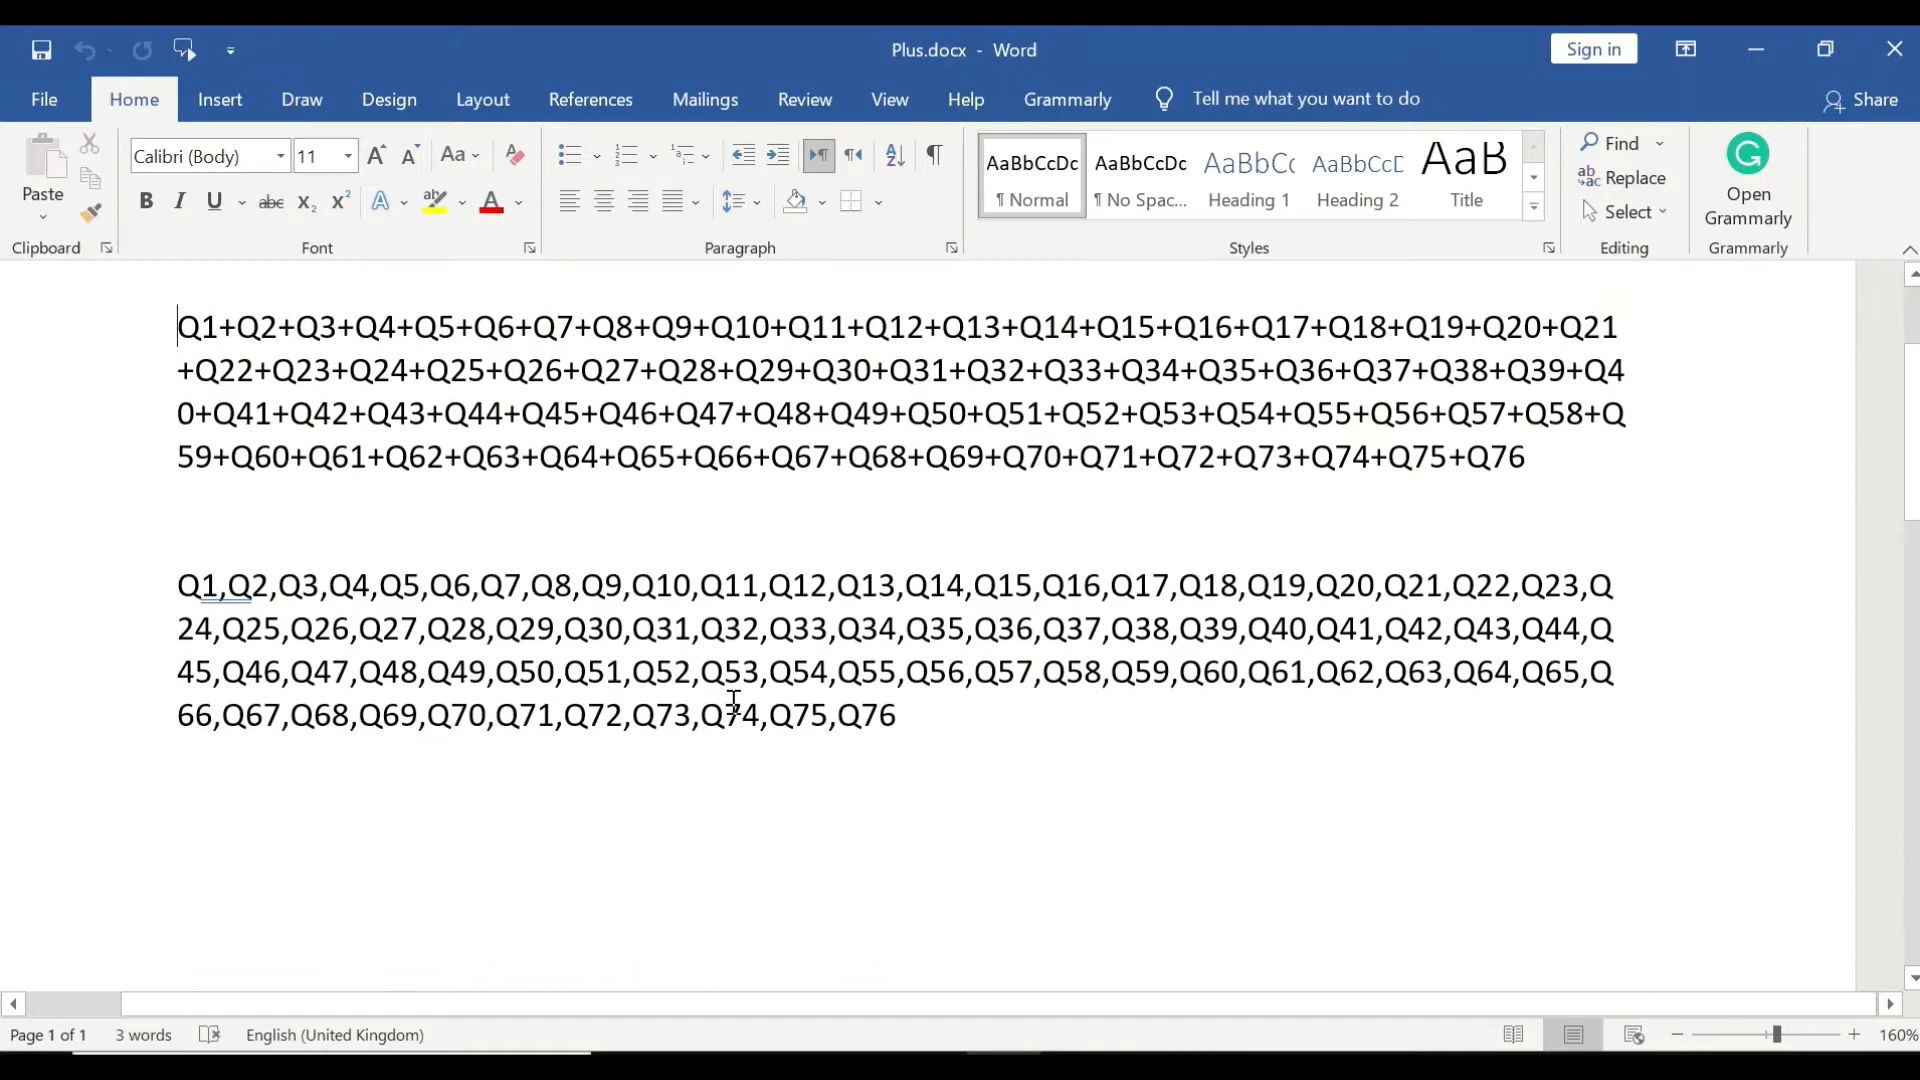 Plus.docx - Word
Sign in
File Home Insert Draw Design Layout References Mailings Review View Help Grammarly Tell me what you want to do Share
Paste
Calibri (Body) 11 Aa
B I U abc X2 X2 A ab A
AaBbCcDc AaBbCcDc AaBbCc AaBbCcE AaB
¶ Normal ¶ No Spac... Heading 1 Heading 2 Title
Find
Replace
Select
Open
Grammarly
Clipboard Font Paragraph Styles Editing Grammarly
Q1+Q2+Q3+Q4+Q5+Q6+Q7+Q8+Q9+Q10+Q11+Q12+Q13+Q14+Q15+Q16+Q17+Q18+Q19+Q20+Q21
+Q22+Q23+Q24+Q25+Q26+Q27+Q28+Q29+Q30+Q31+Q32+Q33+Q34+Q35+Q36+Q37+Q38+Q39+Q4
0+Q41+Q42+Q43+Q44+Q45+Q46+Q47+Q48+Q49+Q50+Q51+Q52+Q53+Q54+Q55+Q56+Q57+Q58+Q
59+Q60+Q61+Q62+Q63+Q64+Q65+Q66+Q67+Q68+Q69+Q70+Q71+Q72+Q73+Q74+Q75+Q76
Q1,Q2,Q3,Q4,Q5,Q6,Q7,Q8,Q9,Q10,Q11,Q12,Q13,Q14,Q15,Q16,Q17,Q18,Q19,Q20,Q21,Q22,Q23,Q
24,Q25,Q26,Q27,Q28,Q29,Q30,Q31,Q32,Q33,Q34,Q35,Q36,Q37,Q38,Q39,Q40,Q41,Q42,Q43,Q44,Q
45,Q46,Q47,Q48,Q49,Q50,Q51,Q52,Q53,Q54,Q55,Q56,Q57,Q58,Q59,Q60,Q61,Q62,Q63,Q64,Q65,Q
66,Q67,Q68,Q69,Q70,Q71,Q72,Q73,Q74,Q75,Q76
Page 1 of 1 3 words English (United Kingdom) 160%